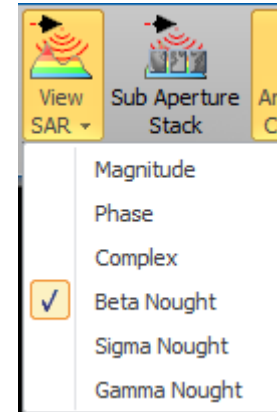 View
SAR
Sub Aperture
Stack
Magnitude
Phase
Complex
Beta Nought
Sigma Nought
Gamma Nought